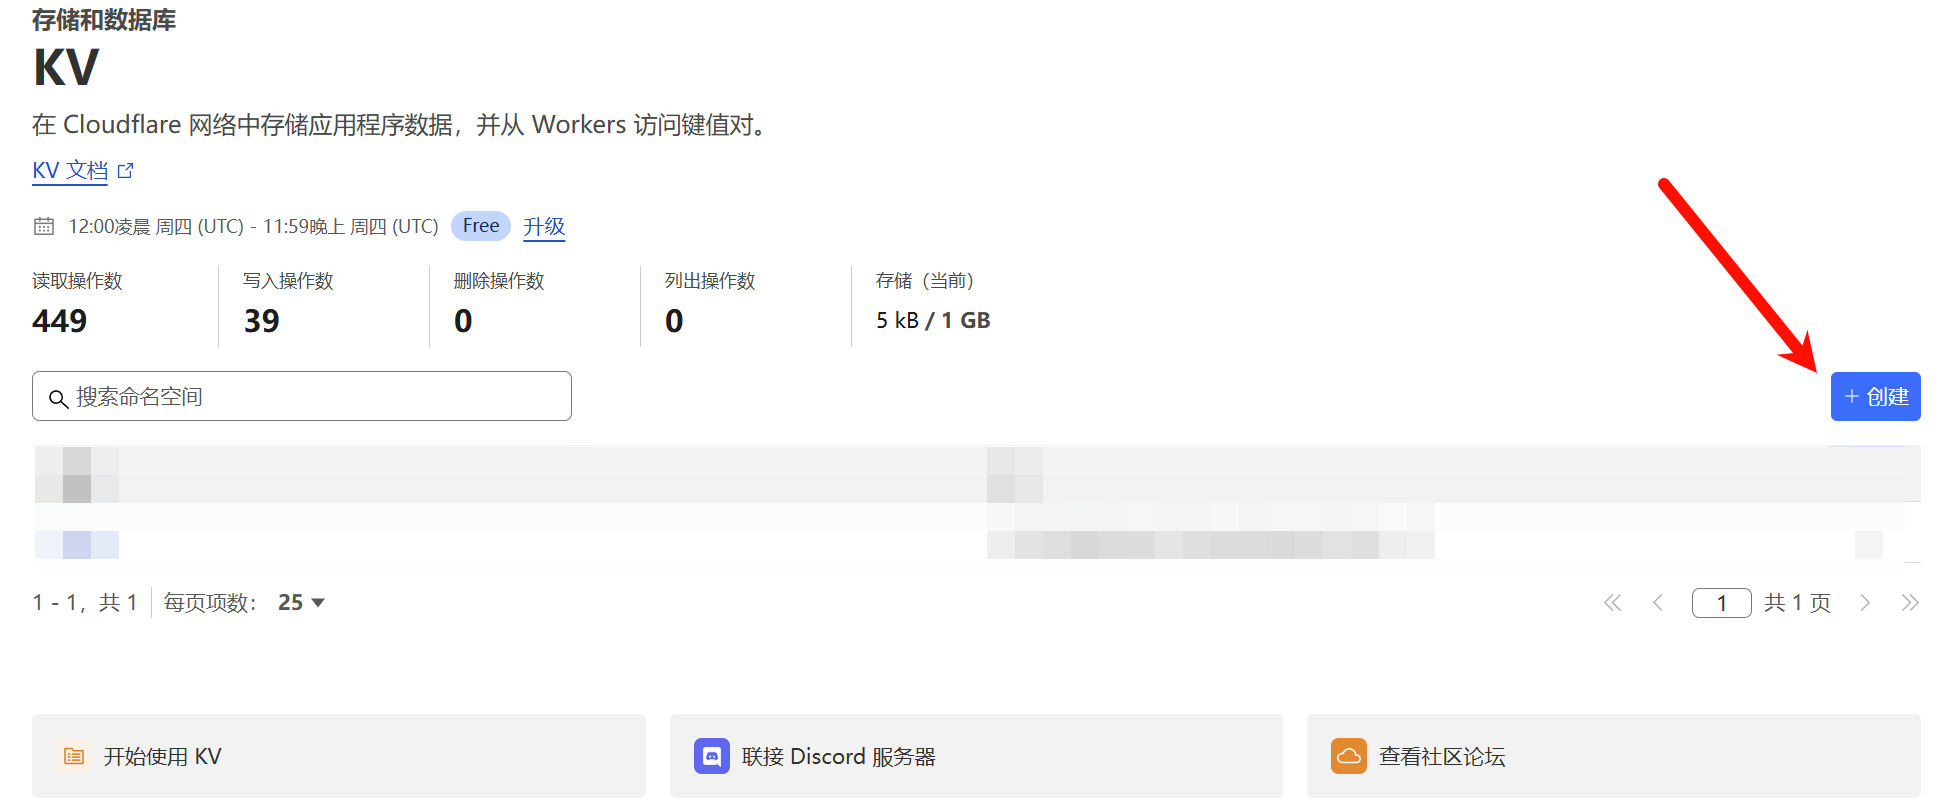 存储和数据库
KV
在 Cloudflare 网络中存储应用程序数据，并从 Workers 访问键值对。
KV 文档
12:00凌晨 周四 (UTC) - 11:59晚上 周四 (UTC) Free 升级
读取操作数 写入操作数 删除操作数 列出操作数 存储（当前）
449 39 0 0 5 kB / 1 GB
搜索命名空间
+ 创建
1 - 1，共 1 每页项数： 25
1 共 1 页
开始使用 KV 联接 Discord 服务器 查看社区论坛